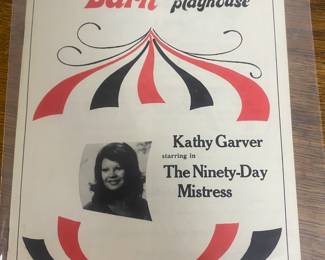 Barn
playhouse
Kathy Garver
starring in
The Ninety-Day
Mistress